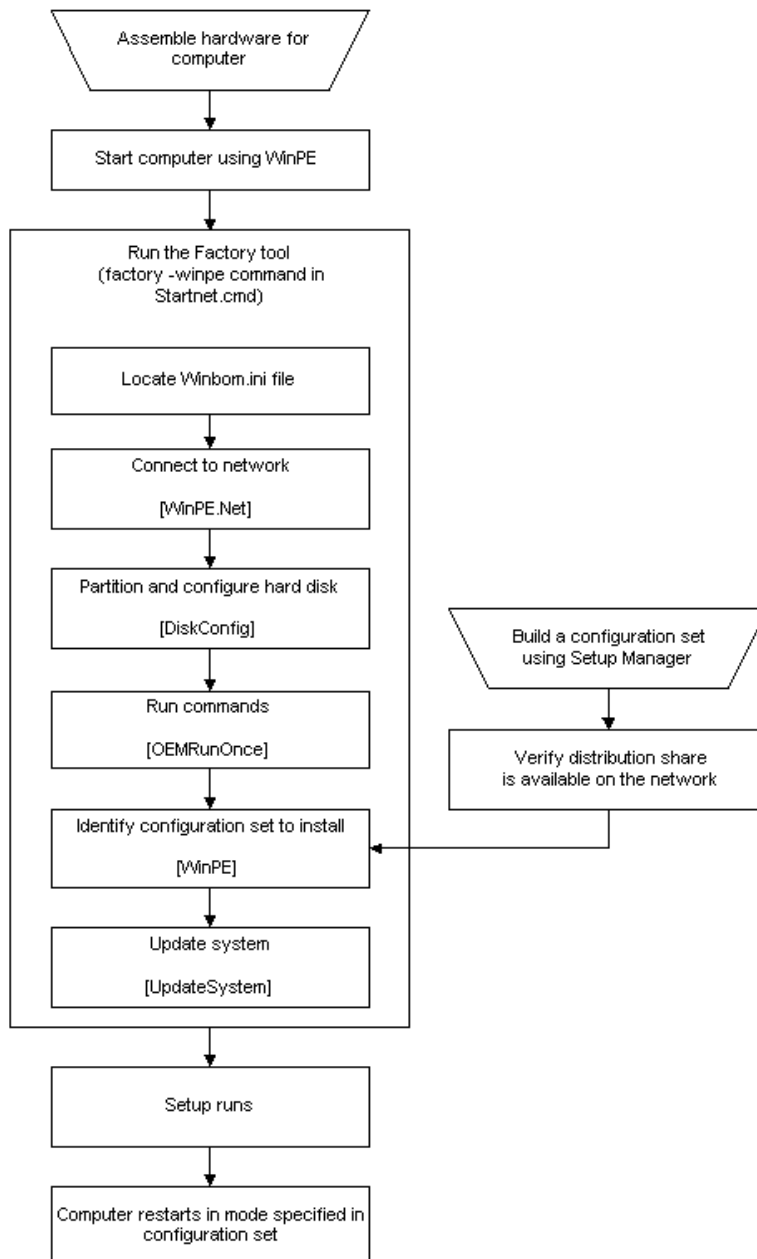 Assemble hardware for
computer
Start computer using WinPE
Run the Factory tool
(factory -winpe command in
Startnet.cmd)
Locate Winbom.ini file
Connect to network
[WinPE.Net]
Partition and configure hard disk
[DiskConfig]
Build a configuration set
using Setup Manager
Run commands
[OEMRunOnce]
Verify distribution share
is available on the network
Identify configuration set to install
[WinPE]
Update system
[UpdateSystem]
Setup runs
Computer restarts in mode specified in
configuration set